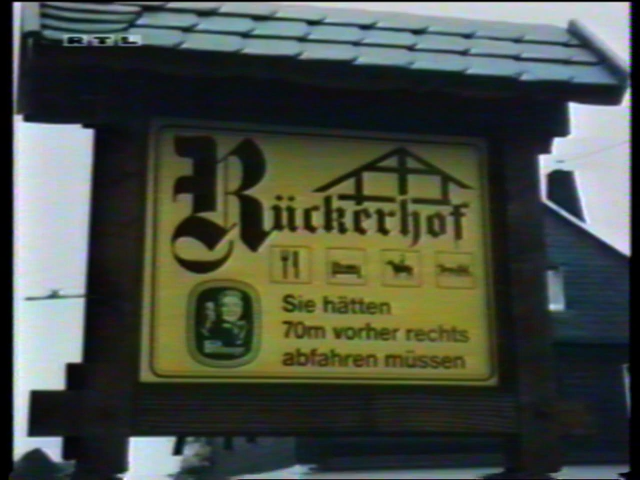 RTL
Rückerhof
Sie hätten
70m vorher rechts
abfahren müssen